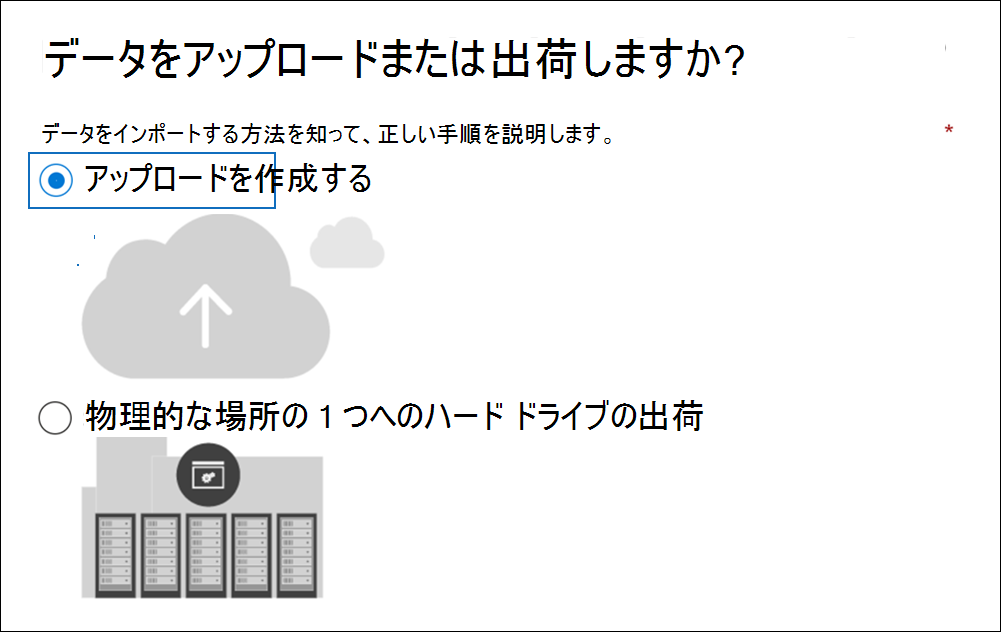 データをアップロードまたは出荷しますか?
データをインポートする方法を知って、正しい手順を説明します。 *
アップロードを作成する
物理的な場所の 1 つへのハード ドライブの出荷